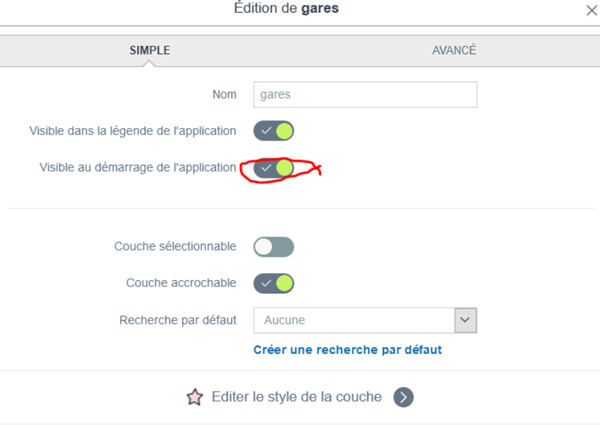 Édition de gares
SIMPLE AVANCÉ
Nom gares
Visible dans la légende de l'application
Visible au démarrage de l'application
Couche sélectionnable
Couche accrochable
Recherche par défaut Aucune
Créer une recherche par défaut
Editer le style de la couche